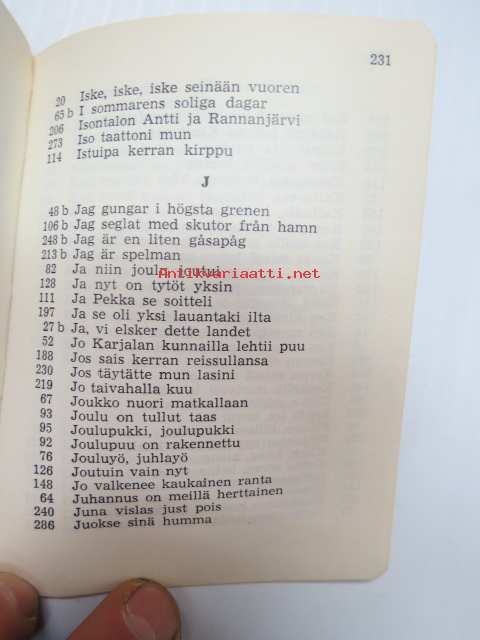 231
20 Iske, iske, iske seinään vuoren
65 b I sommarens soliga dagar
206 Isontalon Antti ja Rannanjärvi
273 Iso taattoni mun
114 Istuipa kerran kirppu
J
48 b Jag gungar i högsta grenen
106 b Jag seglat med skutor från hamn
248 b Jag är en liten gåsapåg
213 b Jag är spelman
82 Ja niin joulu joutui
Antikvariaatti.net
128 Ja nyt on tytöt yksin
111 Ja Pekka se soitteli
197 Ja se oli yksi lauantaki ilta
27 b Ja, vi elsker dette landet
52 Jo Karjalan kunnailla lehtii puu
188 Jos sais kerran reissullansa
230 Jos täytätte mun lasini
219 Jo taivahalla kuu
67 Joukko nuori matkallaan
93 Joulu on tullut taas
95 Joulupukki, joulupukki
92 Joulupuu on rakennettu
76 Jouluyö, juhlayö
126 Joutuin vain nyt
148 Jo valkenee kaukainen ranta
64 Juhannus on meillä herttainen
240 Juna vislas just pois
286 Juokse sinä humma